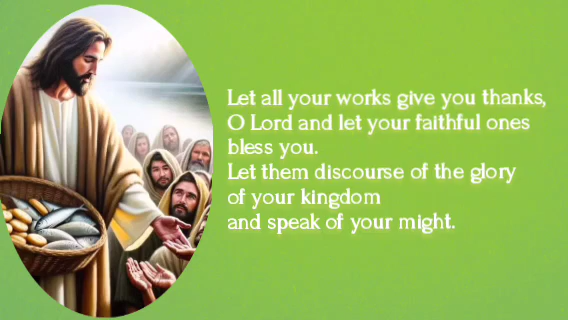 Let all your works give you thanks,
O Lord and let your faithful ones
bless you.
Let them discourse of the glory
of your kingdom
and speak of your might.